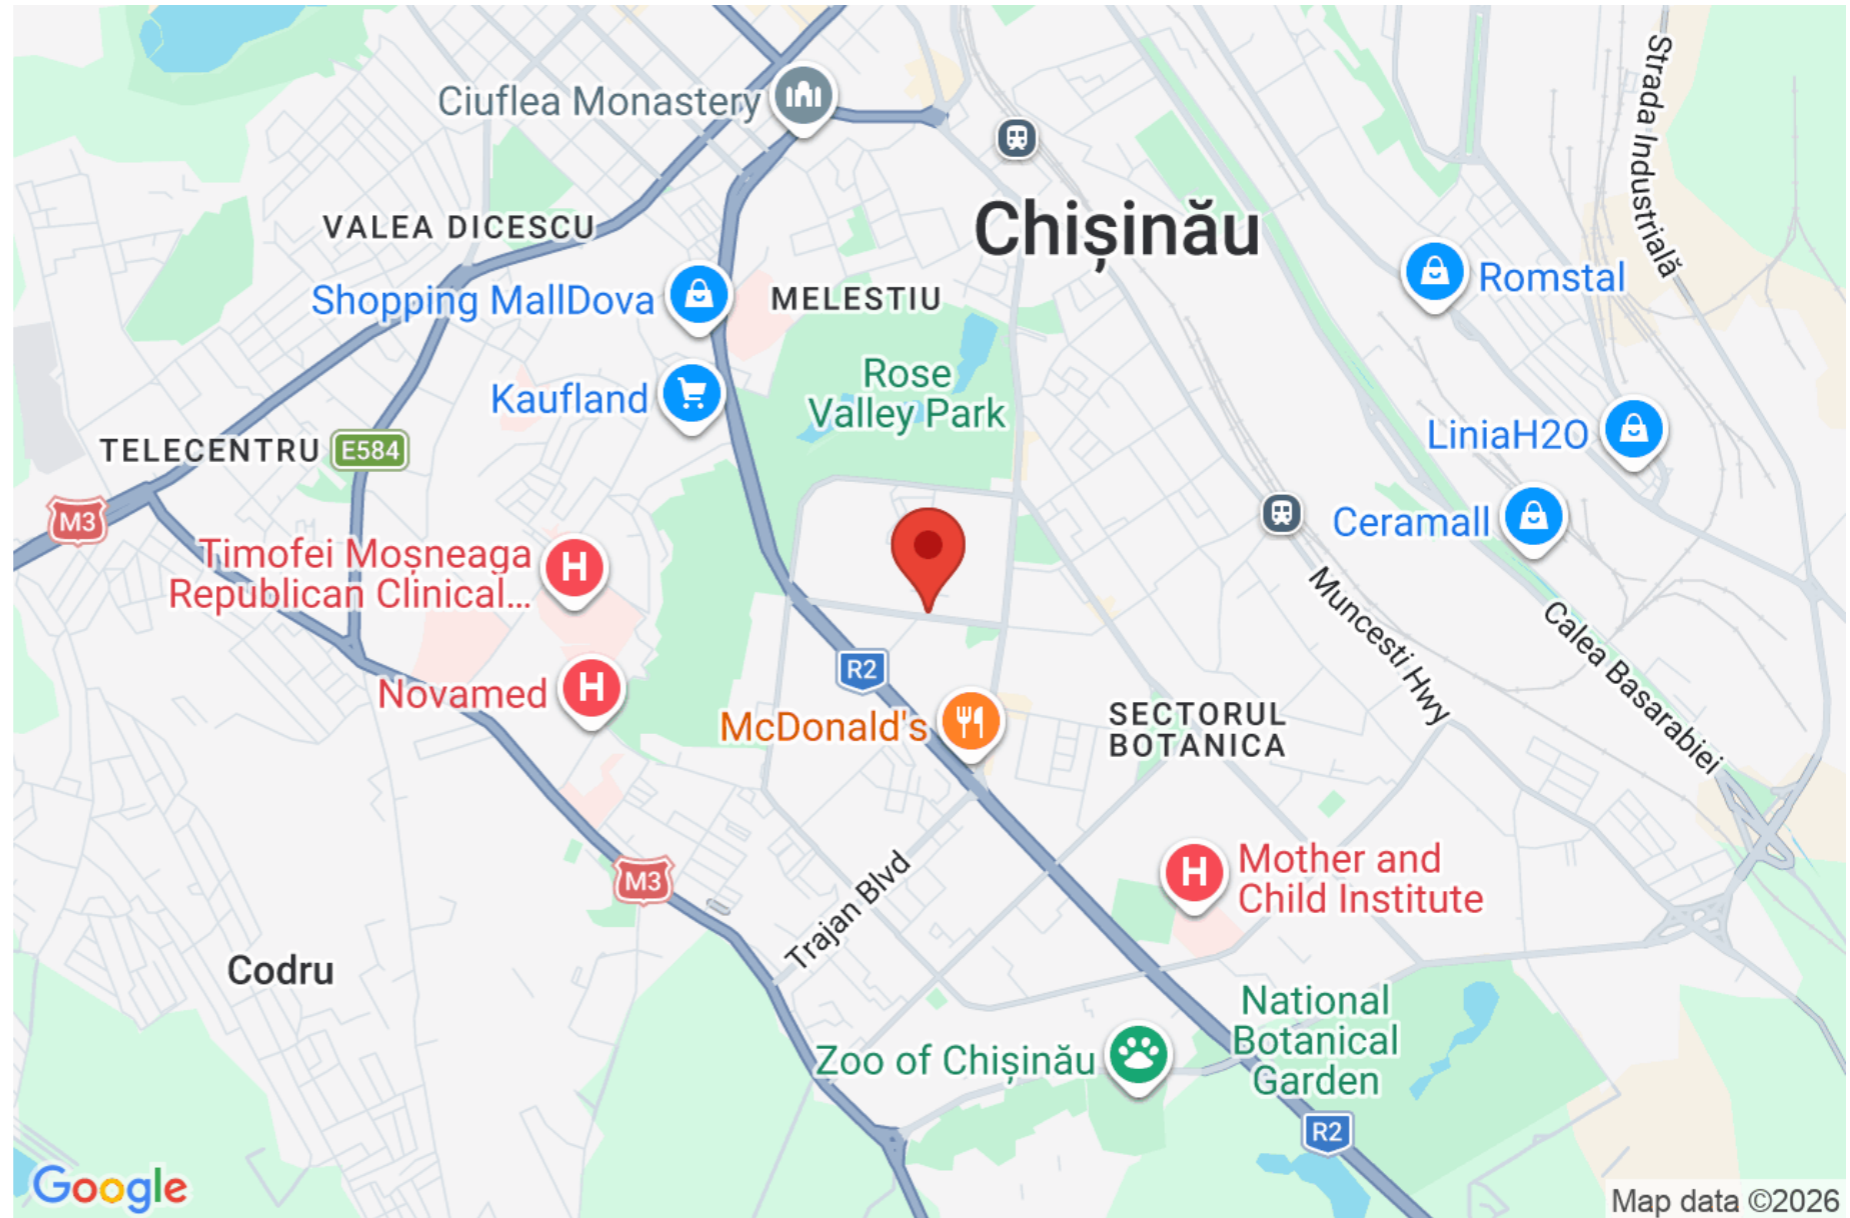 Strada Industrială
Ciuflea Monastery
VALEA DICESCU
Chișinău
Shopping MallDova
MELESTIU
Romstal
Rose
Valley Park
Kaufland
LiniaH2O
TELECENTRU
E584
M3
Ceramall
Timofei Moșneaga
Republican Clinical...
H
Muncesti Hwy
Calea Basarabiei
R2
Novamed
H
McDonald's
SECTORUL
BOTANICA
M3
H
Mother and
Child Institute
Trajan Blvd
Codru
National
Botanical
Garden
Zoo of Chișinău
R2
Google
Map data ©2026